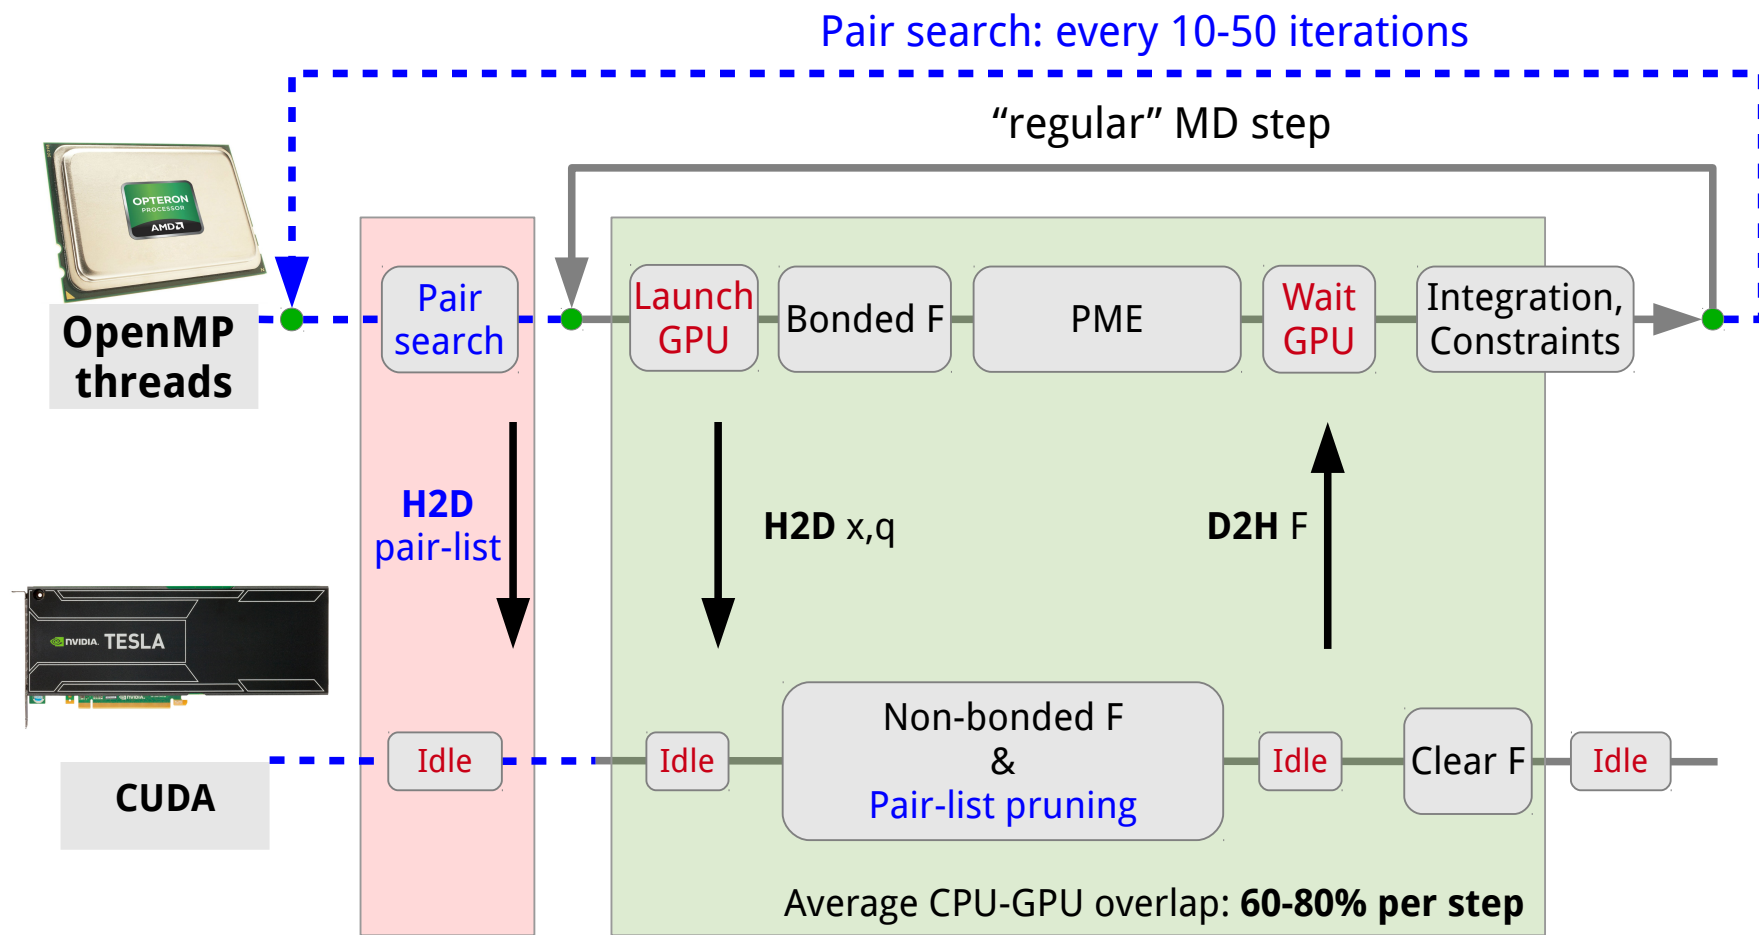 Pair search: every 10-50 iterations
“regular” MD step
OPTERON
PROCESSOR
AMD
OpenMP
threads
Pair
search
Launch
GPU
Bonded F
PME
Wait
GPU
Integration,
Constraints
H2D
pair-list
H2D x,q
D2H F
NVIDIA. TESLA
CUDA
Idle
Idle
Non-bonded F
&
Pair-list pruning
Idle
Clear F
Idle
Average CPU-GPU overlap: 60-80% per step